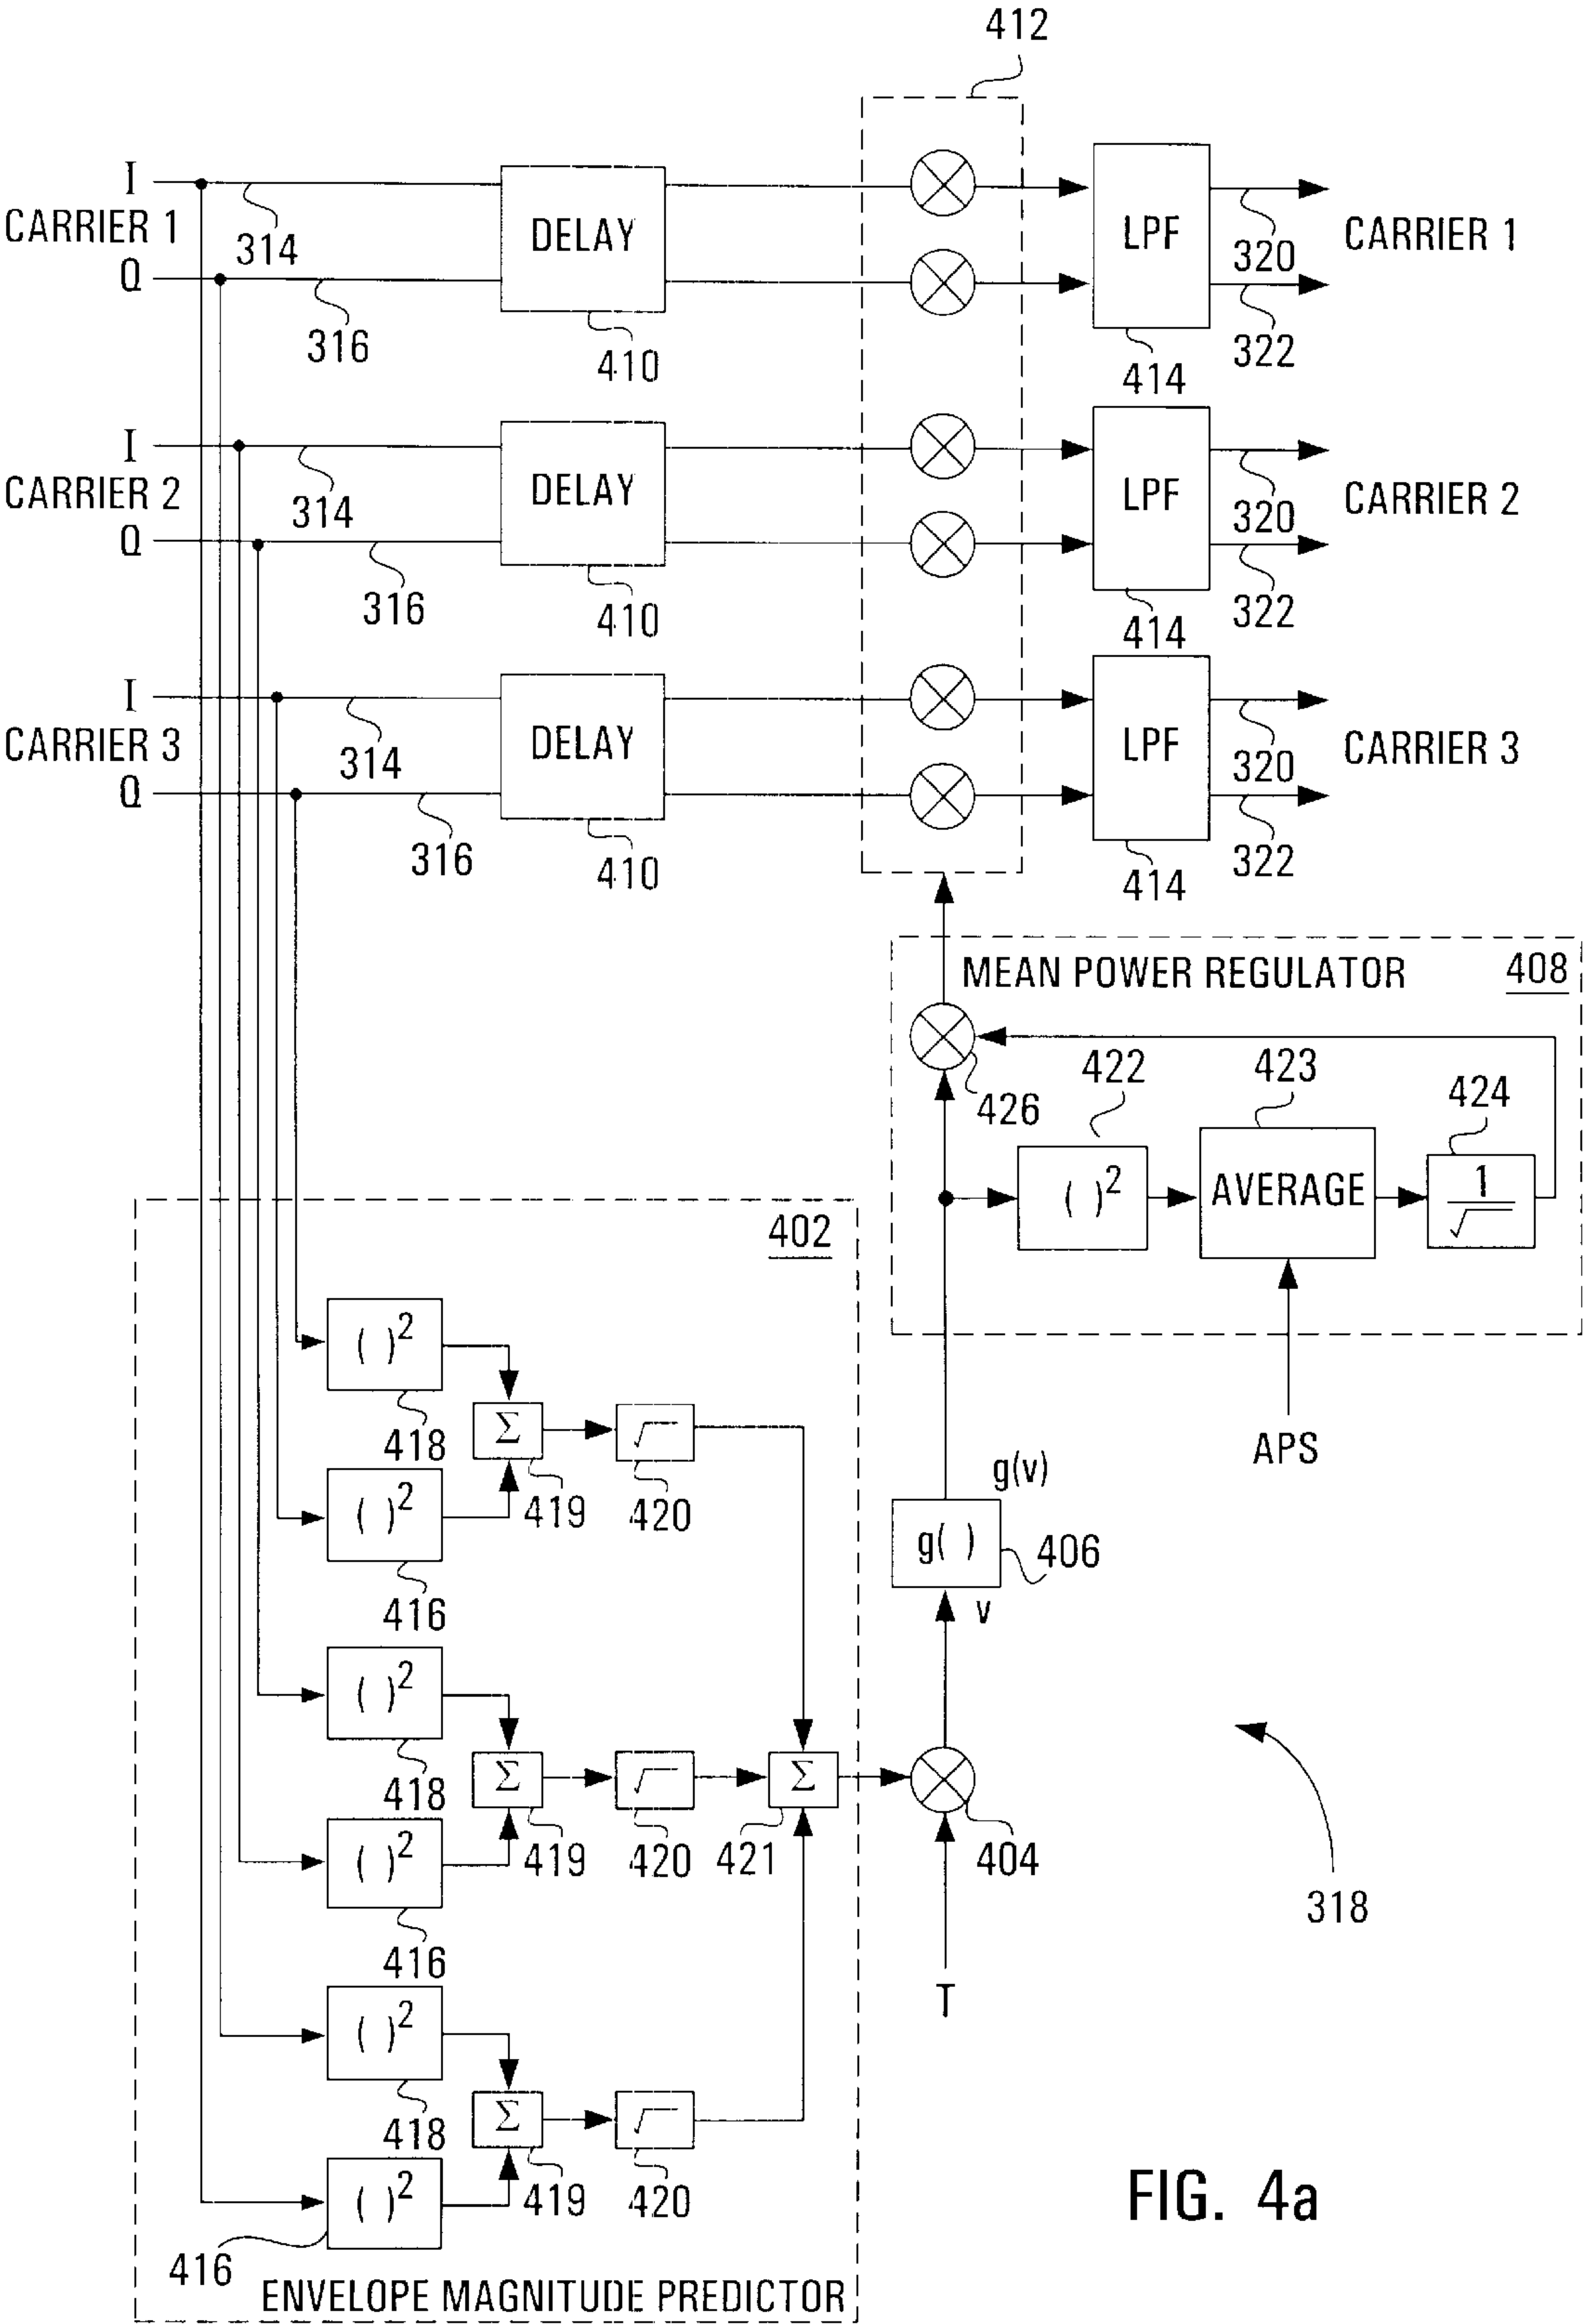 412
I
CARRIER 1
Q
314
316
DELAY
410
LPF
414
320
322
CARRIER 1
I
CARRIER 2
Q
314
316
DELAY
410
LPF
414
320
322
CARRIER 2
I
CARRIER 3
Q
314
316
DELAY
410
LPF
414
320
322
CARRIER 3
MEAN POWER REGULATOR 408
426
422
( )²
423
AVERAGE
424
1
√
APS
402
( )²
418
Σ
419
√
420
( )²
416
g(v)
g( )
406
v
( )²
418
Σ
419
√
420
Σ
421
404
( )²
416
T
318
( )²
418
Σ
419
√
420
( )²
416
ENVELOPE MAGNITUDE PREDICTOR
FIG. 4a